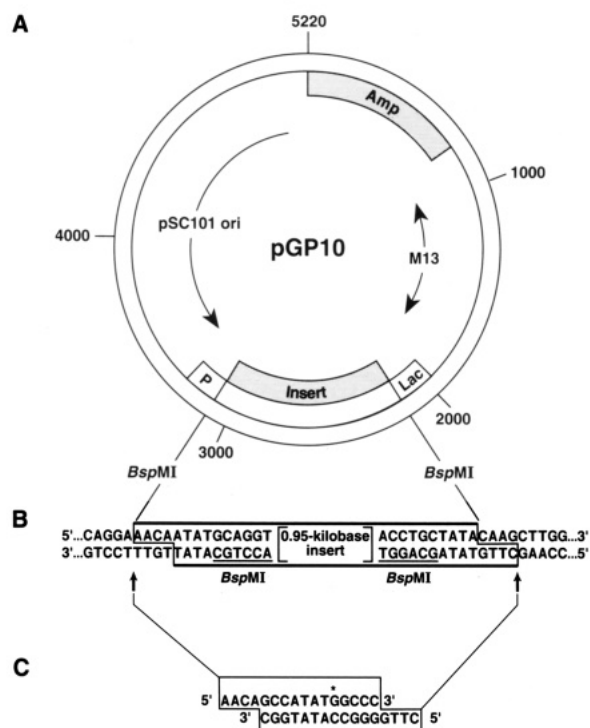 A
5220
Amp
1000
pSC101 ori
4000
pGP10
M13
P
Insert
Lac
2000
3000
BspMI BspMI
B
5'...CAGGAAACAATATGCAGGT 0.95-kilobase insert ACCTGCTATACAAGCTTGG...3'
3'...GTCCTTTGTTATACGTCCA TGGACGATATGTTCGAACC...5'
BspMI BspMI
C
*
5' AACAGCCATATGGCCC 3'
3' CGGTATACCGGGGTTC 5'